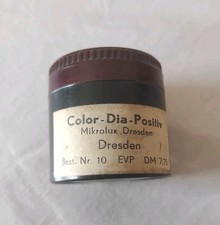 Color-Dia-Positiv
Mikrolux Dresden
Dresden
Best. Nr. 10 EVP DM 7,75